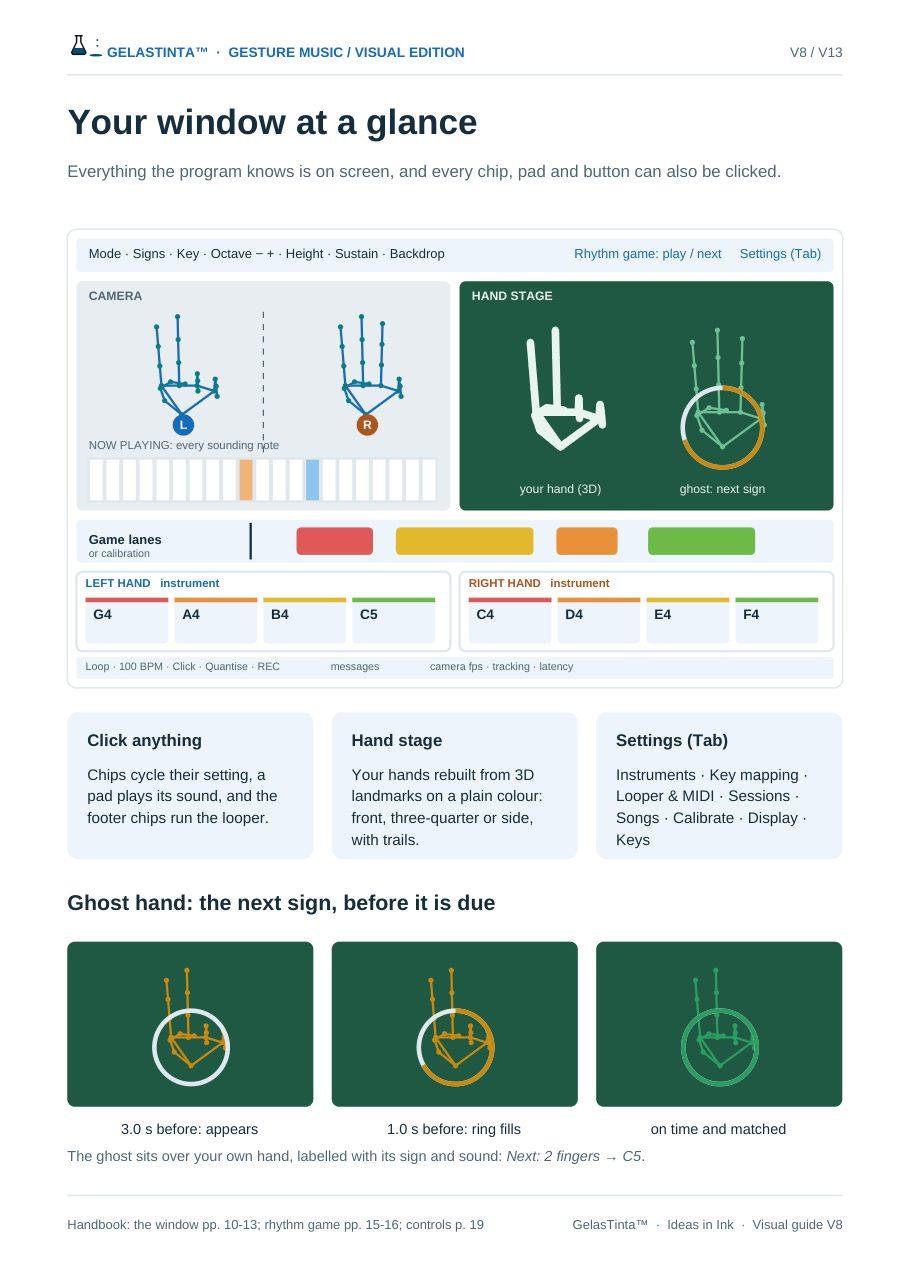 GELASTINTA™ · GESTURE MUSIC / VISUAL EDITION
V8 / V13
Your window at a glance
Everything the program knows is on screen, and every chip, pad and button can also be clicked.
Mode · Signs · Key · Octave − + · Height · Sustain · Backdrop
Rhythm game: play / next
Settings (Tab)
CAMERA
L
R
NOW PLAYING: every sounding note
HAND STAGE
your hand (3D)
ghost: next sign
Game lanes
or calibration
LEFT HAND instrument
G4
A4
B4
C5
RIGHT HAND instrument
C4
D4
E4
F4
Loop · 100 BPM · Click · Quantise · REC
messages
camera fps · tracking · latency
Click anything
Chips cycle their setting, a
pad plays its sound, and the
footer chips run the looper.
Hand stage
Your hands rebuilt from 3D
landmarks on a plain colour:
front, three-quarter or side,
with trails.
Settings (Tab)
Instruments · Key mapping ·
Looper & MIDI · Sessions ·
Songs · Calibrate · Display ·
Keys
Ghost hand: the next sign, before it is due
3.0 s before: appears
1.0 s before: ring fills
on time and matched
The ghost sits over your own hand, labelled with its sign and sound: Next: 2 fingers → C5.
Handbook: the window pp. 10-13; rhythm game pp. 15-16; controls p. 19
GelasTinta™ · Ideas in Ink · Visual guide V8